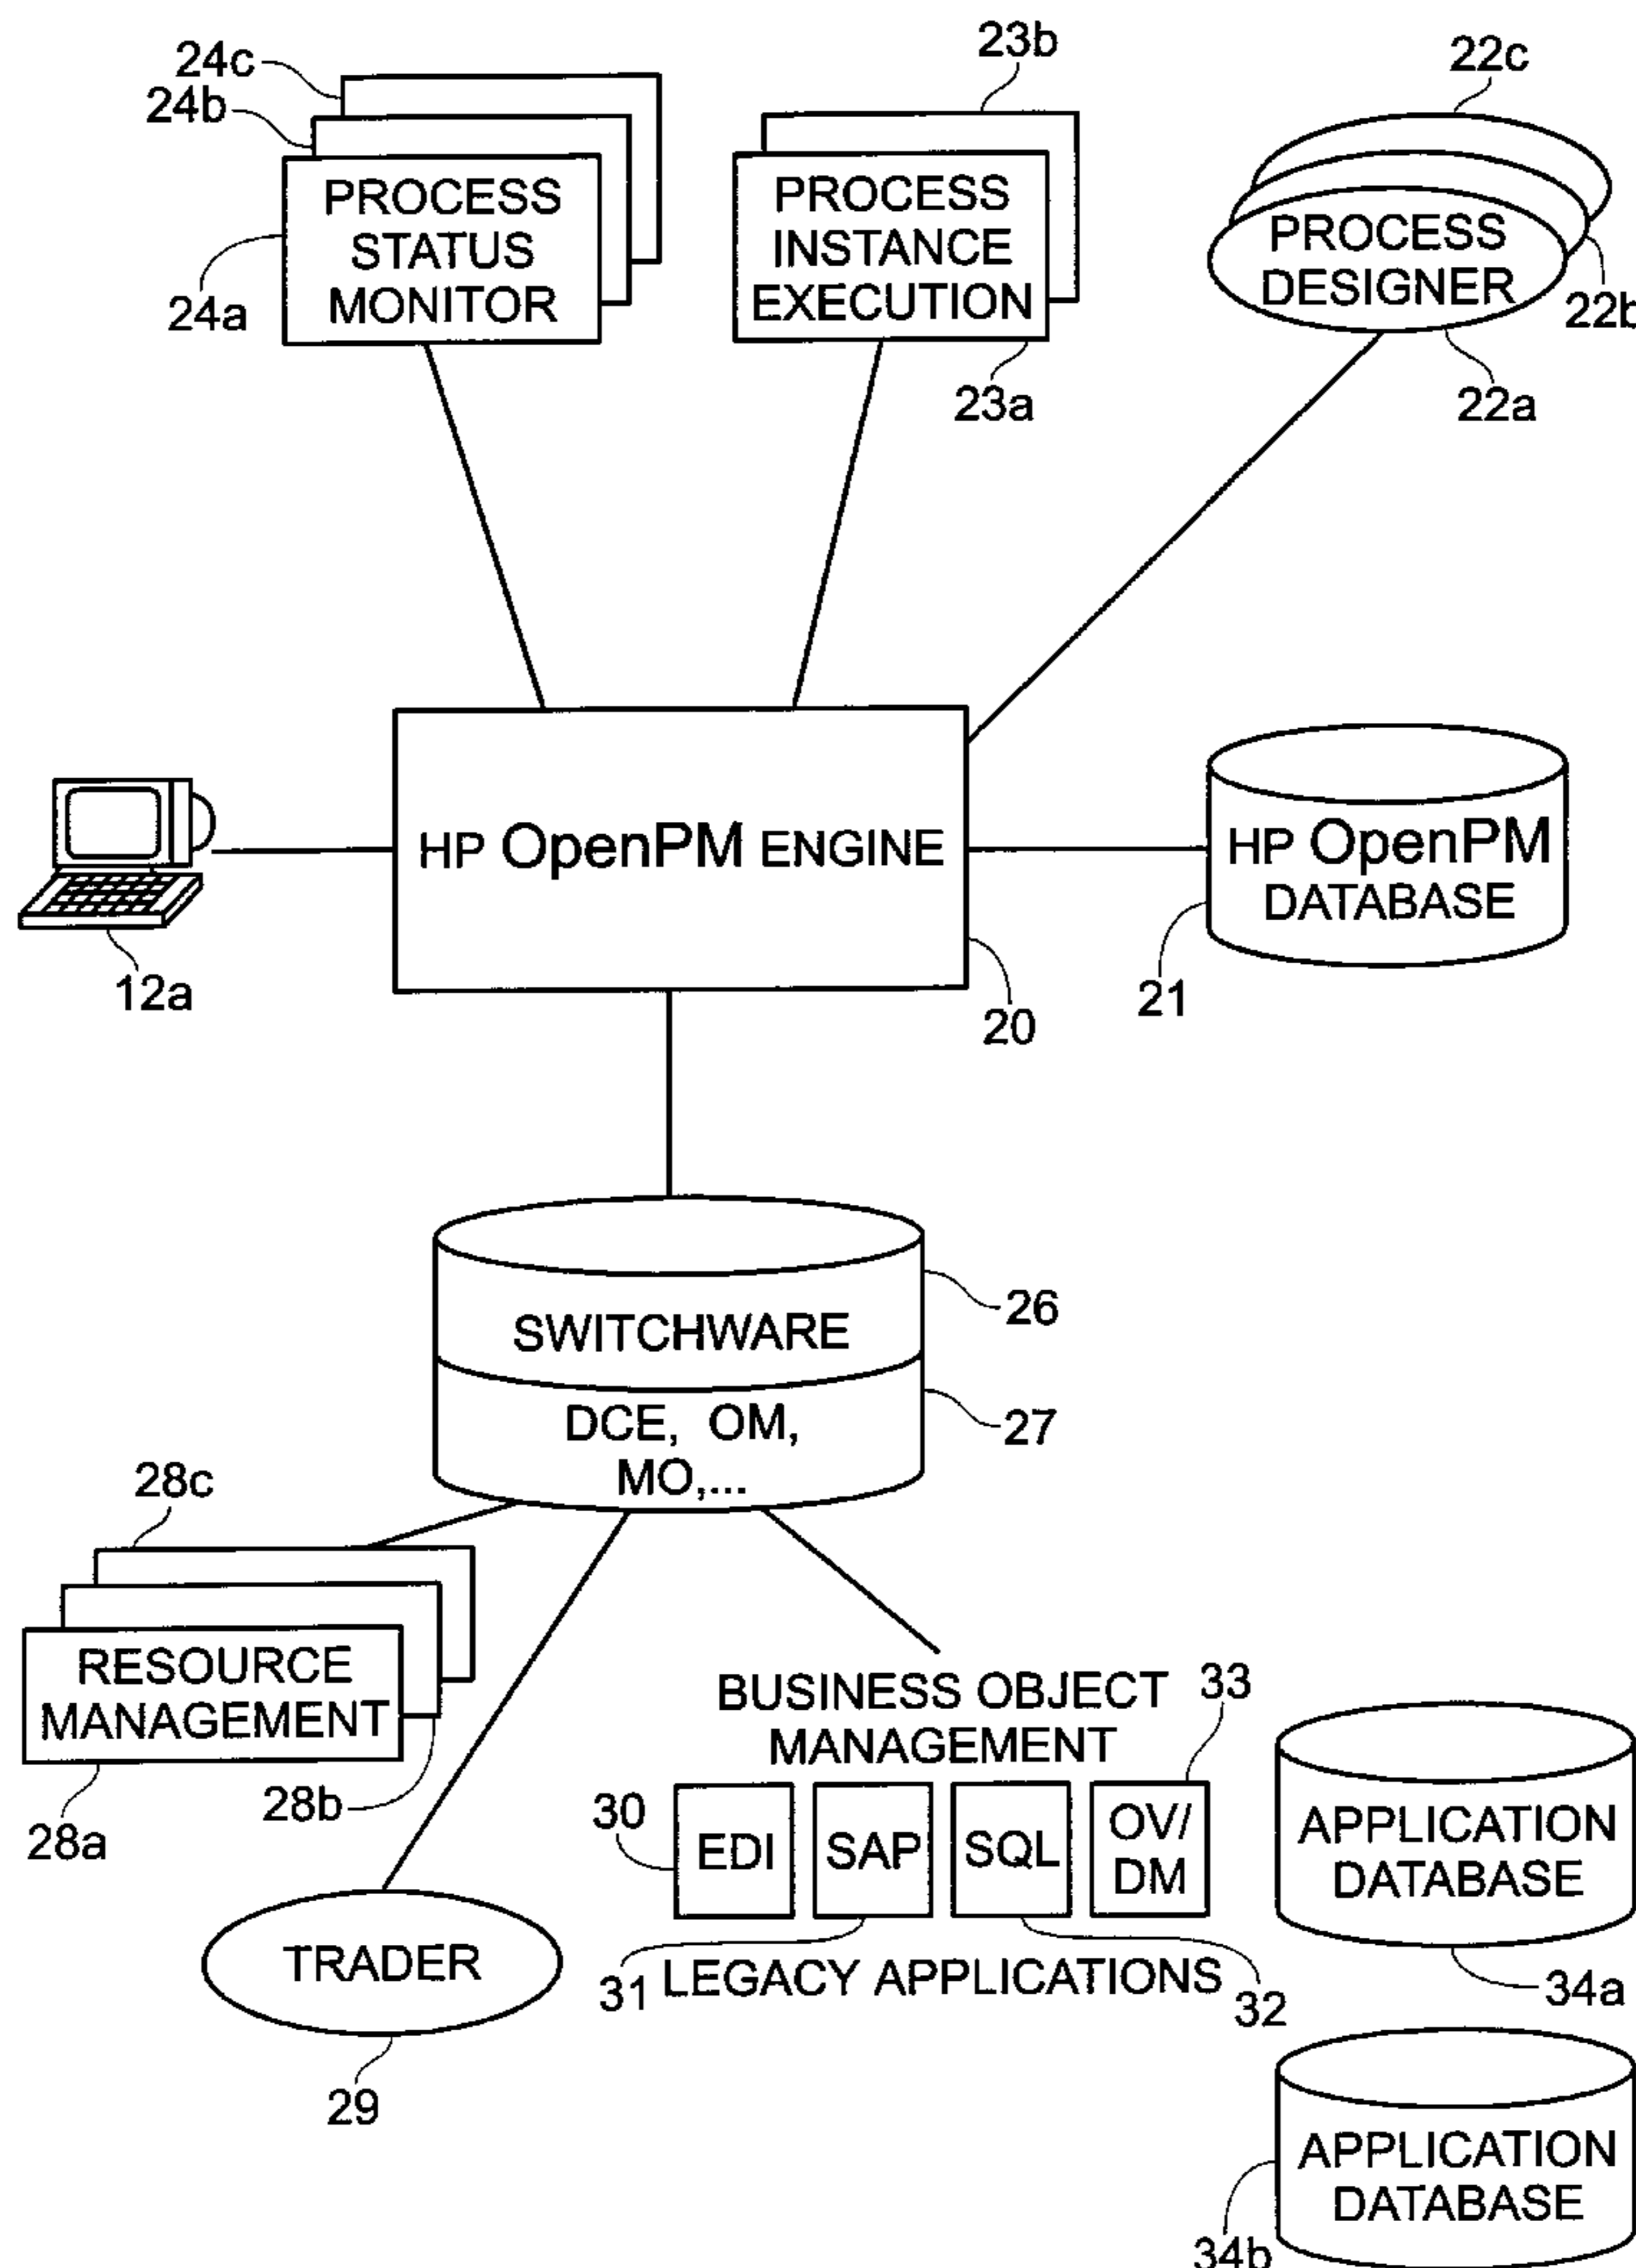 24c
24b
23b
22c
PROCESS
STATUS
MONITOR
24a
PROCESS
INSTANCE
EXECUTION
23a
PROCESS
DESIGNER
22b
22a
HP OpenPM ENGINE
20
12a
HP OpenPM
DATABASE
21
SWITCHWARE
26
DCE, OM,
MO,...
27
28c
RESOURCE
MANAGEMENT
28b
28a
BUSINESS OBJECT
MANAGEMENT
33
30
EDI
SAP
SQL
OV/
DM
31
LEGACY APPLICATIONS
32
TRADER
29
APPLICATION
DATABASE
34a
APPLICATION
DATABASE
34b